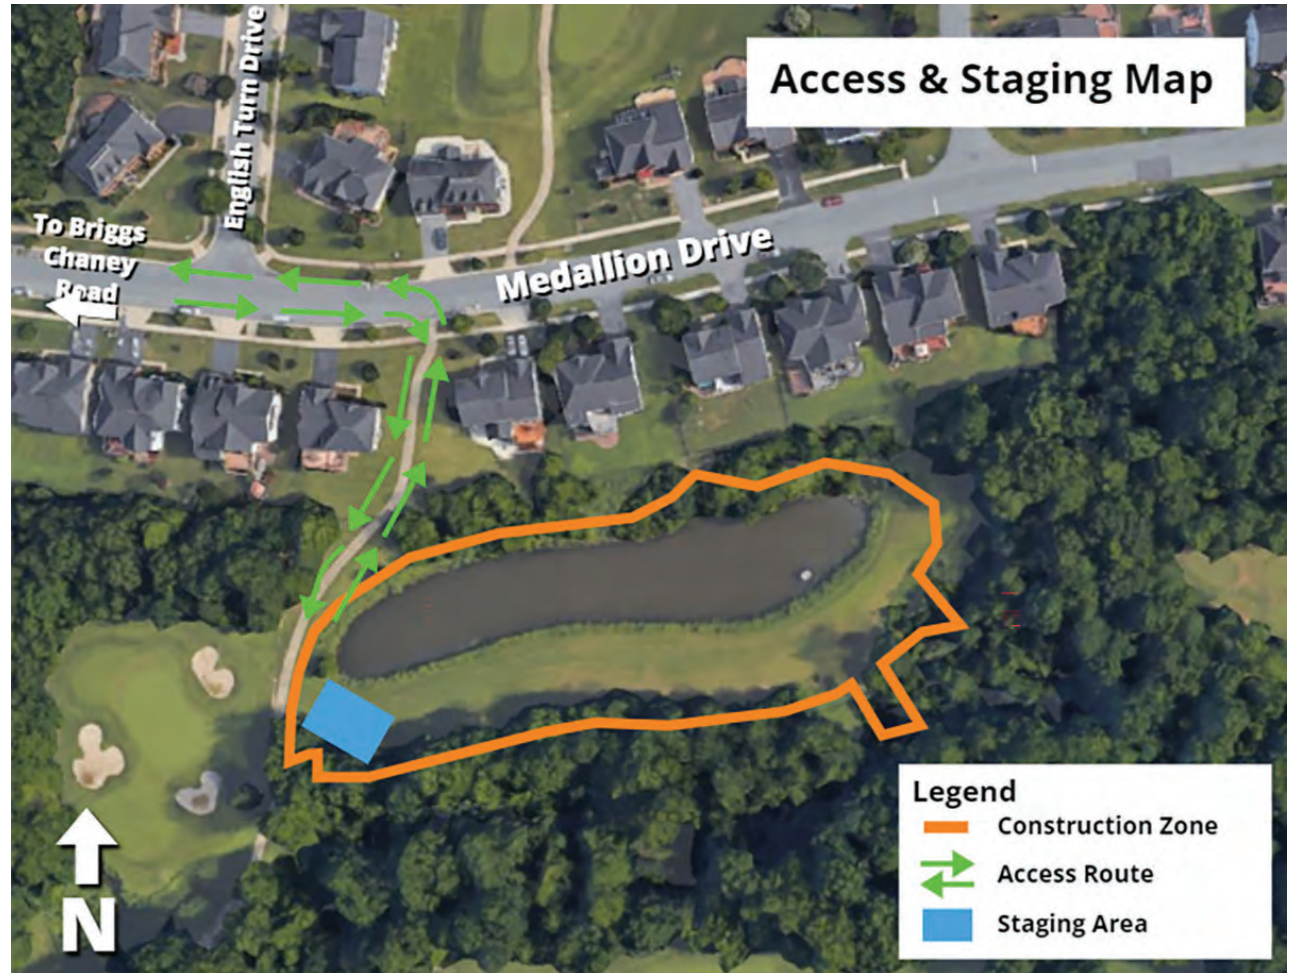 Access & Staging Map
English Turn Drive
To Briggs
Chaney
Road
Medallion Drive
N
Legend
Construction Zone
Access Route
Staging Area